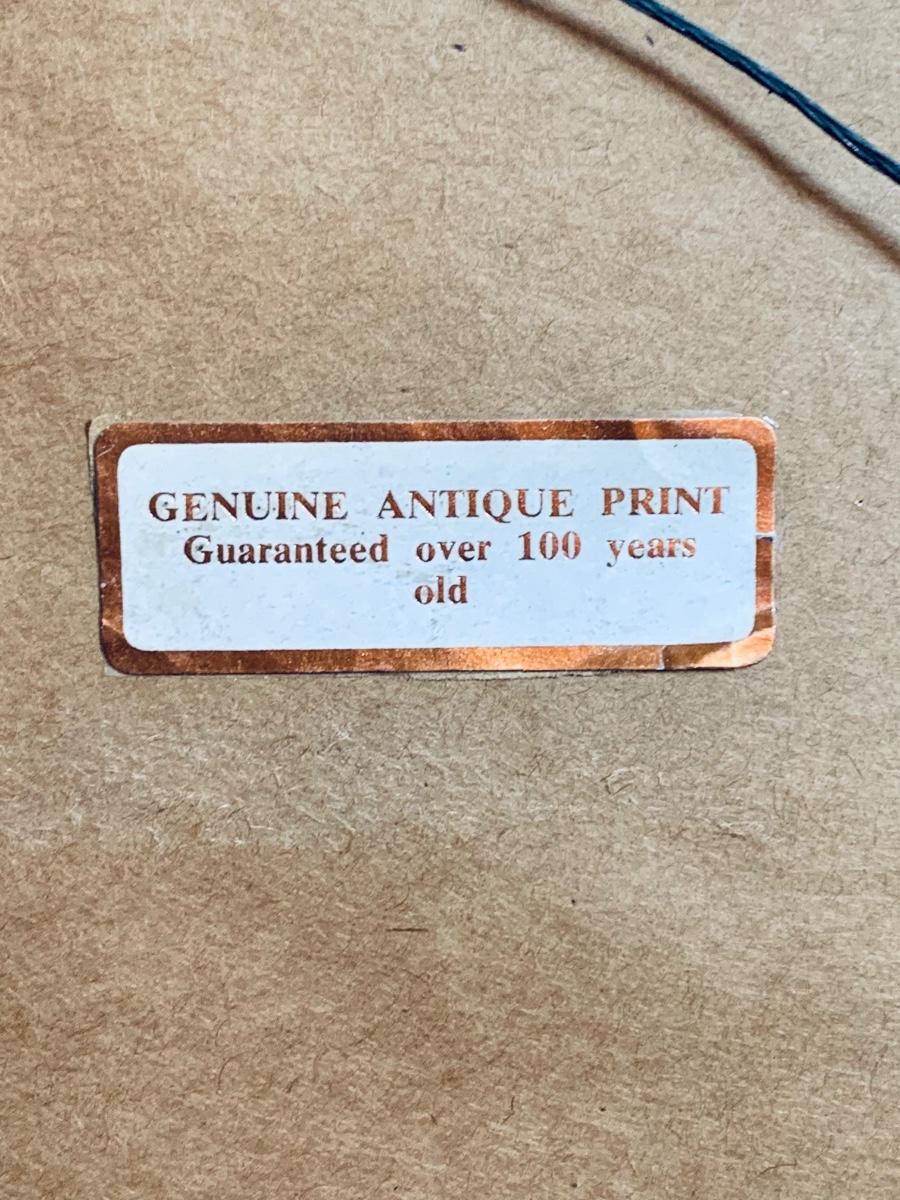 GENUINE ANTIQUE PRINT
Guaranteed over 100 years
old